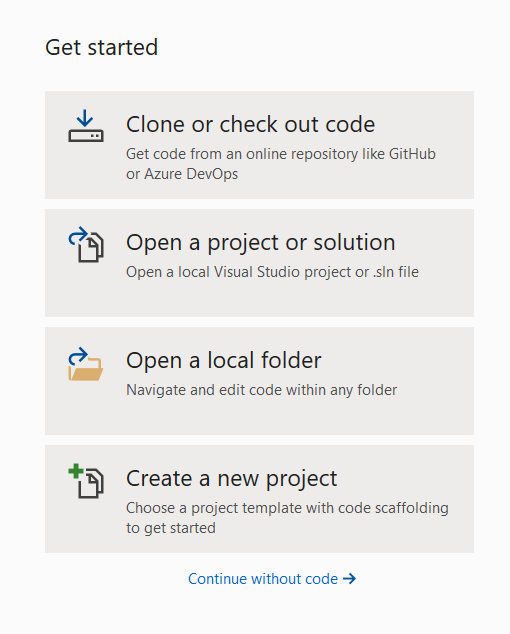 Get started
Clone or check out code
Get code from an online repository like GitHub
or Azure DevOps
Open a project or solution
Open a local Visual Studio project or .sln file
Open a local folder
Navigate and edit code within any folder
Create a new project
Choose a project template with code scaffolding
to get started
Continue without code →